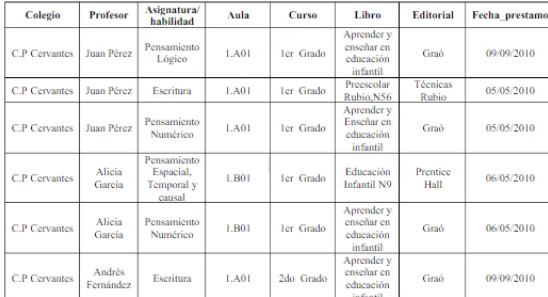 Colegio Profesor Asignatura/ habilidad Aula Curso Libro Editorial Fecha_prestamo
C.P Cervantes Juan Pérez Pensamiento Lógico 1.A01 1er Grado Aprender y enseñar en educación infantil Graó 09/09/2010
C.P Cervantes Juan Pérez Escritura 1.A01 1er Grado Preescolar Rubio,N56 Técnicas Rubio 05/05/2010
C.P Cervantes Juan Pérez Pensamiento Numérico 1.A01 1er Grado Aprender y Enseñar en educación infantil Graó 05/05/2010
C.P Cervantes Alicia García Pensamiento Espacial, Temporal y causal 1.B01 1er Grado Educación Infantil N9 Prentice Hall 06/05/2010
C.P Cervantes Alicia García Pensamiento Numérico 1.B01 1er Grado Aprender y enseñar en educación infantil Graó 06/05/2010
C.P Cervantes Andrés Fernández Escritura 1.A01 2do Grado Aprender y enseñar en educación infantil Graó 09/09/2010